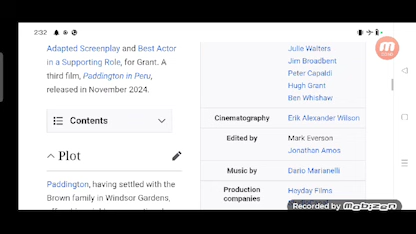 2:32
Adapted Screenplay and Best Actor
in a Supporting Role, for Grant. A
third film, Paddington in Peru,
released in November 2024.
Contents
Plot
Paddington, having settled with the
Brown family in Windsor Gardens,
Julie Walters
Jim Broadbent
Peter Capaldi
Hugh Grant
Ben Whishaw
Cinematography Erik Alexander Wilson
Edited by Mark Everson
Jonathan Amos
Music by Dario Marianelli
Production
companies
Heyday Films
Recorded by Mobizen